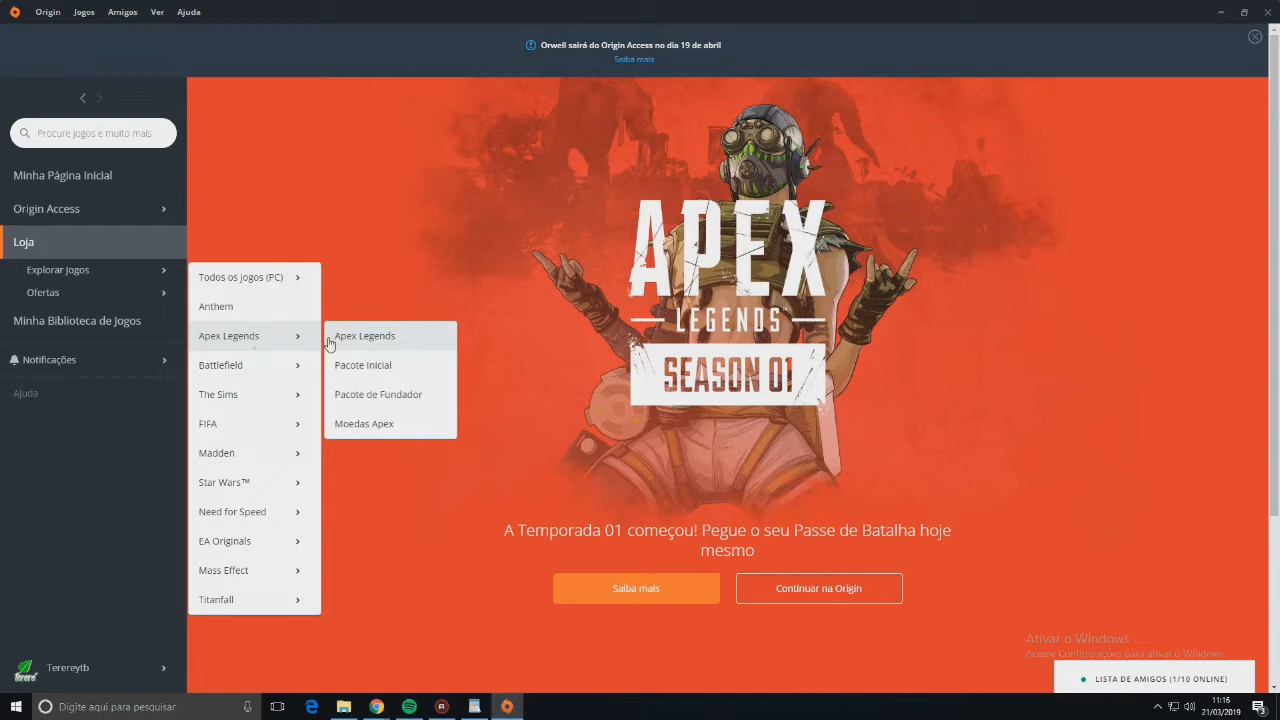 Origin Jogos Amigos Ver Ajuda
Orwell sairá do Origin Access no dia 19 de abril
Saiba mais
Procure jogos e muito mais
Minha Página Inicial
Origin Access
Loja
Explorar Jogos
Ofertas
Minha Biblioteca de Jogos
Notificações
Ajuda
Terereytb
Todos os jogos (PC)
Anthem
Apex Legends
Battlefield
The Sims
FIFA
Madden
Star Wars™
Need for Speed
EA Originals
Mass Effect
Titanfall
Apex Legends
Pacote Inicial
Pacote de Fundador
Moedas Apex
APEX
LEGENDS
SEASON 01
A Temporada 01 começou! Pegue o seu Passe de Batalha hoje
mesmo
Saiba mais
Continuar na Origin
Ativar o Windows
Acesse Configurações para ativar o Windows.
LISTA DE AMIGOS (1/10 ONLINE)
Digite aqui para pesquisar
11:16
21/03/2019